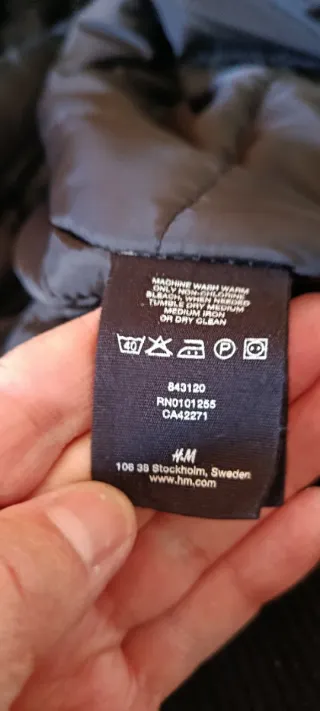 MACHINE WASH WARM
ONLY NON-CHLORINE
BLEACH, WHEN NEEDED
TUMBLE DRY MEDIUM
MEDIUM IRON
OR DRY CLEAN
40 P
843120
RN0101255
CA42271
H&M
106 38 Stockholm, Sweden
www.hm.com